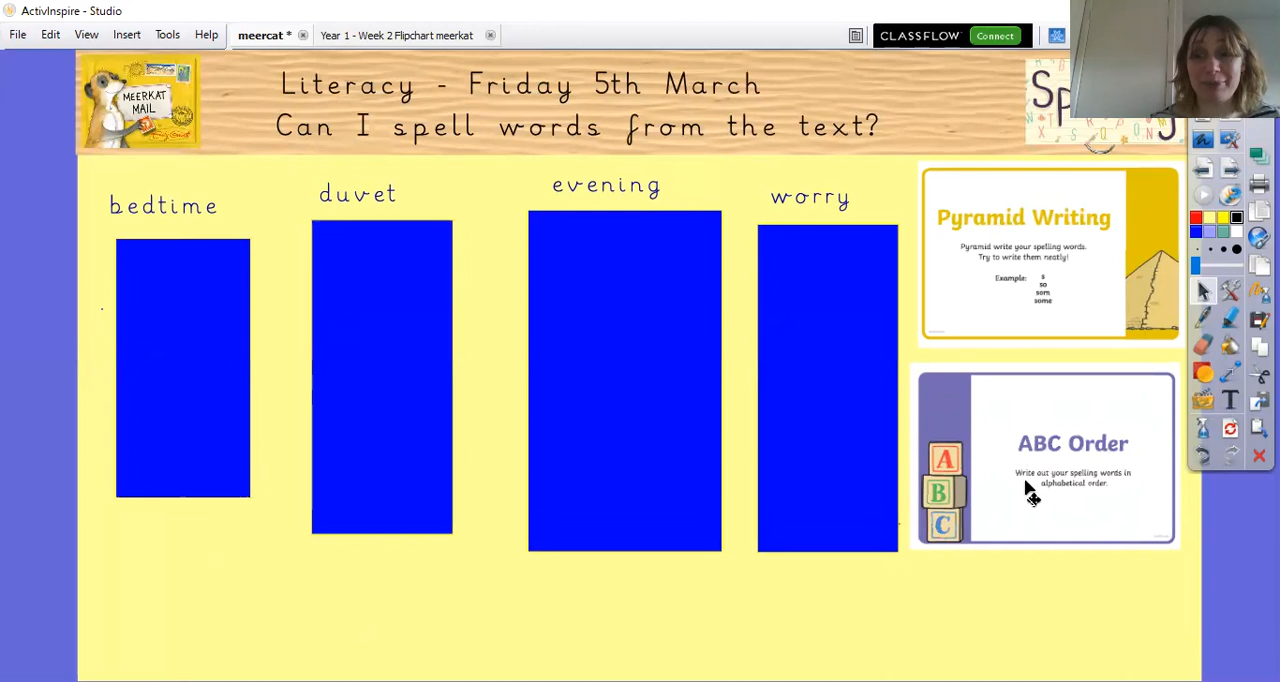 ActivInspire - Studio
File Edit View Insert Tools Help
meercat * Year 1 - Week 2 Flipchart meerkat
CLASSFLOW Connect
MEERKAT
MAIL
Literacy - Friday 5th March
Can I spell words from the text?
bedtime
duvet
evening
worry
Pyramid Writing
Pyramid write your spelling words.
Try to write them neatly!
Example: s
so
som
some
A
B
C
ABC Order
Write out your spelling words in
alphabetical order.